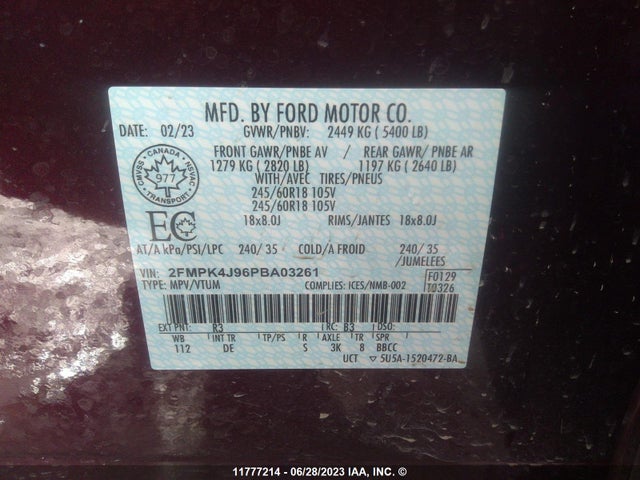 MFD. BY FORD MOTOR CO.
DATE: 02/23 GVWR/PNBV: 2449 KG ( 5400 LB)
FRONT GAWR/PNBE AV / REAR GAWR/ PNBE AR
1279 KG ( 2820 LB) 1197 KG ( 2640 LB)
WITH/AVEC TIRES/PNEUS
245/60R18 105V
245/60R18 105V
18x8.0J RIMS/JANTES 18x8.0J
CANADA
977
TRANSPORT
EC
AT/A kPa/PSI/LPC 240/ 35 COLD/A FROID 240/ 35
/JUMELEES
VIN: 2FMPK4J96PBA03261
F0129
TYPE: MPV/VTUM COMPLIES: ICES/NMB-002
T0326
EXT PNT: R3 RC: B3 DSO:
WB INT TR TP/PS R AXLE TR SPR
112 DE S 3K 8 BBCC
UCT 5U5A-1520472-BA
11777214 - 06/28/2023 IAA, INC. ©